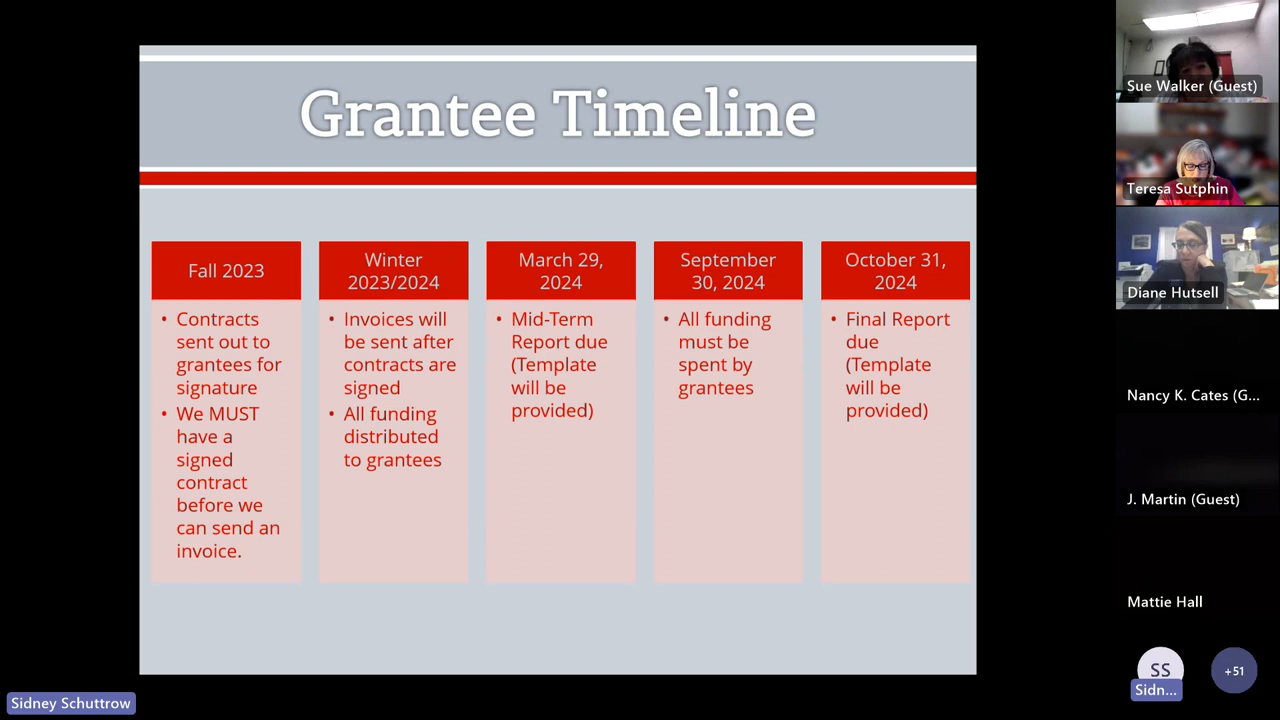 Grantee Timeline
Fall 2023
• Contracts
sent out to
grantees for
signature
• We MUST
have a
signed
contract
before we
can send an
invoice.
Winter
2023/2024
• Invoices will
be sent after
contracts are
signed
• All funding
distributed
to grantees
March 29,
2024
• Mid-Term
Report due
(Template
will be
provided)
September
30, 2024
• All funding
must be
spent by
grantees
October 31,
2024
• Final Report
due
(Template
will be
provided)
Sue Walker (Guest)
Teresa Sutphin
Diane Hutsell
Nancy K. Cates (G...
J. Martin (Guest)
Mattie Hall
SS
Sidn...
+51
Sidney Schuttrow